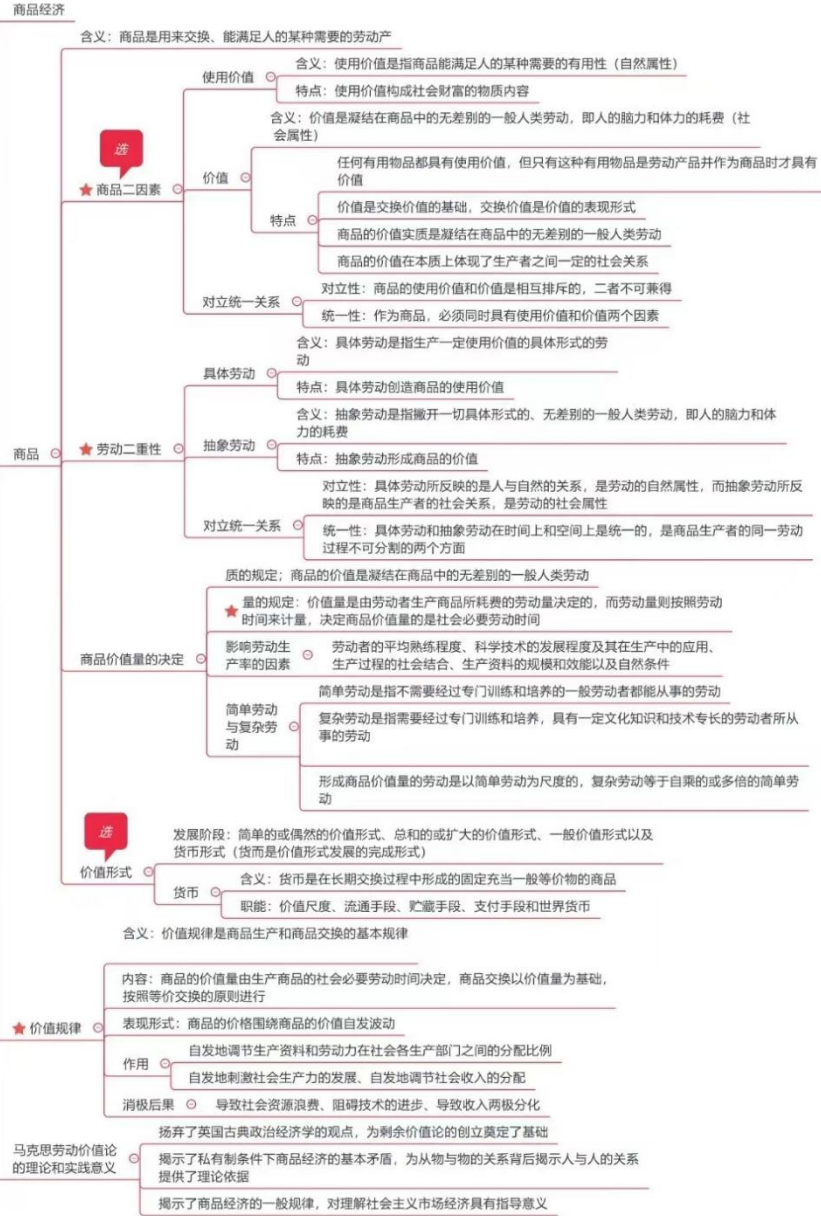 商品经济
含义：商品是用来交换、能满足人的某种需要的劳动产
含义：使用价值是指商品能满足人的某种需要的有用性（自然属性）
使用价值
特点：使用价值构成社会财富的物质内容
含义：价值是凝结在商品中的无差别的一般人类劳动，即人的脑力和体力的耗费（社
会属性）
选
商品二因素
价值
任何有用物品都具有使用价值，但只有这种有用物品是劳动产品并作为商品时才具有
价值
价值是交换价值的基础，交换价值是价值的表现形式
特点
商品的价值实质是凝结在商品中的无差别的一般人类劳动
商品的价值在本质上体现了生产者之间一定的社会关系
对立统一关系
对立性：商品的使用价值和价值是相互排斥的，二者不可兼得
统一性：作为商品，必须同时具有使用价值和价值两个因素
商品
劳动二重性
具体劳动
含义：具体劳动是指生产一定使用价值的具体形式的劳
动
特点：具体劳动创造商品的使用价值
抽象劳动
含义：抽象劳动是指撇开一切具体形式的、无差别的一般人类劳动，即人的脑力和体
力的耗费
特点：抽象劳动形成商品的价值
对立统一关系
对立性：具体劳动所反映的是人与自然的关系，是劳动的自然属性，而抽象劳动所反
映的是商品生产者的社会关系，是劳动的社会属性
统一性：具体劳动和抽象劳动在时间上和空间上是统一的，是商品生产者的同一劳动
过程不可分割的两个方面
商品价值量的决定
质的规定；商品的价值是凝结在商品中的无差别的一般人类劳动
量的规定：价值量是由劳动者生产商品所耗费的劳动量决定的，而劳动量则按照劳动
时间来计量，决定商品价值量的是社会必要劳动时间
影响劳动生
产率的因素
劳动者的平均熟练程度、科学技术的发展程度及其在生产中的应用、
生产过程的社会结合、生产资料的规模和效能以及自然条件
简单劳动
与复杂劳
动
简单劳动是指不需要经过专门训练和培养的一般劳动者都能从事的劳动
复杂劳动是指需要经过专门训练和培养，具有一定文化知识和技术专长的劳动者所从
事的劳动
形成商品价值量的劳动是以简单劳动为尺度的，复杂劳动等于自乘的或多倍的简单劳
动
选
价值形式
发展阶段：简单的或偶然的价值形式、总和的或扩大的价值形式、一般价值形式以及
货币形式（货而是价值形式发展的完成形式）
货币
含义：货币是在长期交换过程中形成的固定充当一般等价物的商品
职能：价值尺度、流通手段、贮藏手段、支付手段和世界货币
含义：价值规律是商品生产和商品交换的基本规律
价值规律
内容：商品的价值量由生产商品的社会必要劳动时间决定，商品交换以价值量为基础，
按照等价交换的原则进行
表现形式：商品的价格围绕商品的价值自发波动
作用
自发地调节生产资料和劳动力在社会各生产部门之间的分配比例
自发地刺激社会生产力的发展、自发地调节社会收入的分配
消极后果
导致社会资源浪费、阻碍技术的进步、导致收入两极分化
马克思劳动价值论
的理论和实践意义
扬弃了英国古典政治经济学的观点，为剩余价值论的创立奠定了基础
揭示了私有制条件下商品经济的基本矛盾，为从物与物的关系背后揭示人与人的关系
提供了理论依据
揭示了商品经济的一般规律，对理解社会主义市场经济具有指导意义